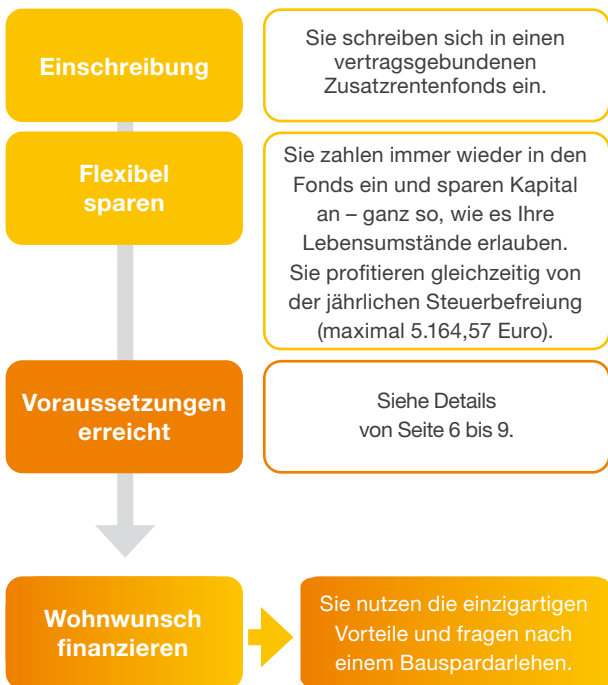 Einschreibung
Sie schreiben sich in einen
vertragsgebundenen
Zusatzrentenfonds ein.
Flexibel
sparen
Sie zahlen immer wieder in den
Fonds ein und sparen Kapital
an – ganz so, wie es Ihre
Lebensumstände erlauben.
Sie profitieren gleichzeitig von
der jährlichen Steuerbefreiung
(maximal 5.164,57 Euro).
Voraussetzungen
erreicht
Siehe Details
von Seite 6 bis 9.
Wohnwunsch
finanzieren
Sie nutzen die einzigartigen
Vorteile und fragen nach
einem Bauspardarlehen.